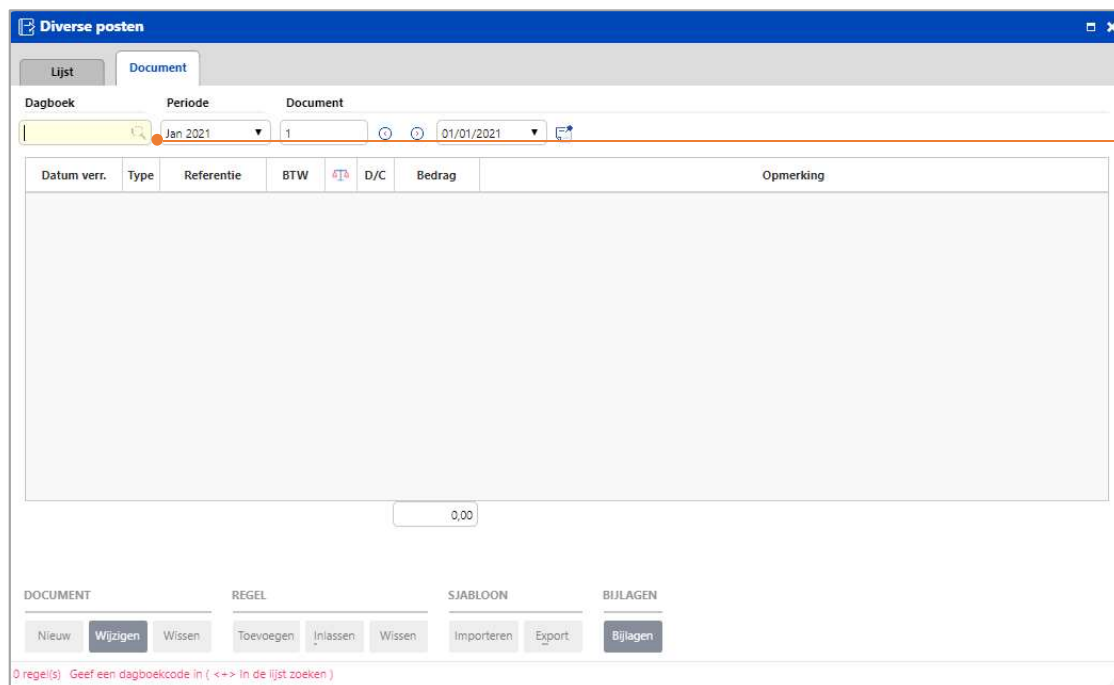 Diverse posten
Lijst Document
Dagboek Periode Document
Jan 2021 1 01/01/2021
Datum verr. Type Referentie BTW D/C Bedrag Opmerking
0,00
DOCUMENT REGEL SJABLOON BIJLAGEN
Nieuw Wijzigen Wissen Toevoegen Inlassen Wissen Importeren Export Bijlagen
0 regel(s) Geef een dagboekcode in ( <+> In de lijst zoeken )